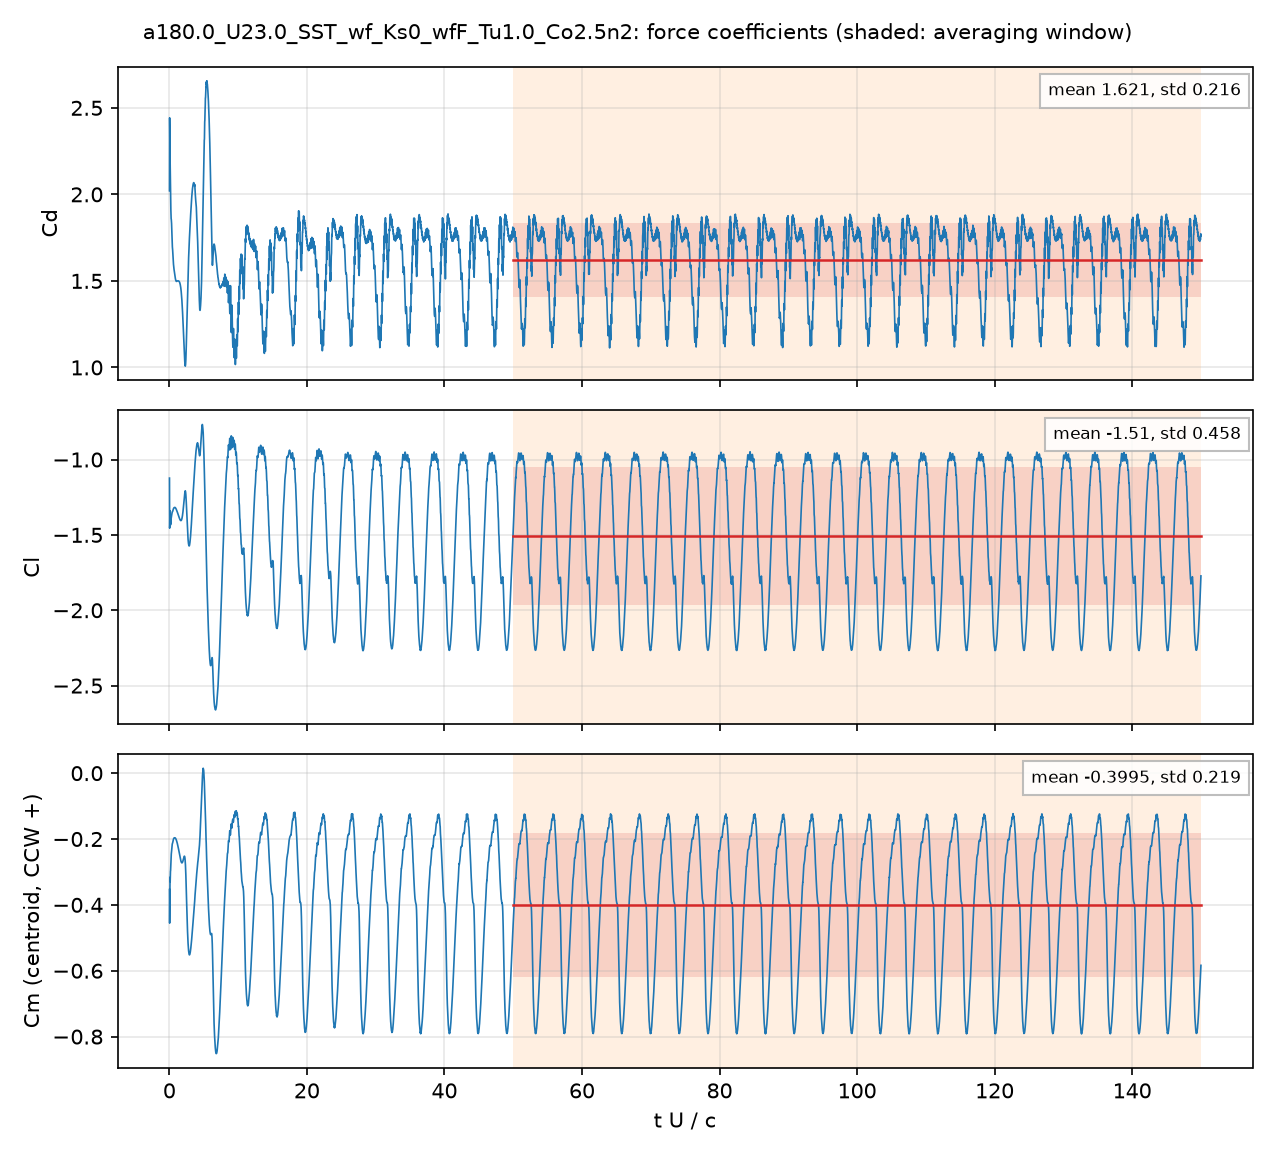 a180.0_U23.0_SST_wf_Ks0_wfF_Tu1.0_Co2.5n2: force coefficients (shaded: averaging window)
mean 1.621, std 0.216
Cd
2.5
2.0
1.5
1.0
mean -1.51, std 0.458
Cl
−1.0
−1.5
−2.0
−2.5
mean -0.3995, std 0.219
Cm (centroid, CCW +)
0.0
−0.2
−0.4
−0.6
−0.8
0 20 40 60 80 100 120 140
t U / c